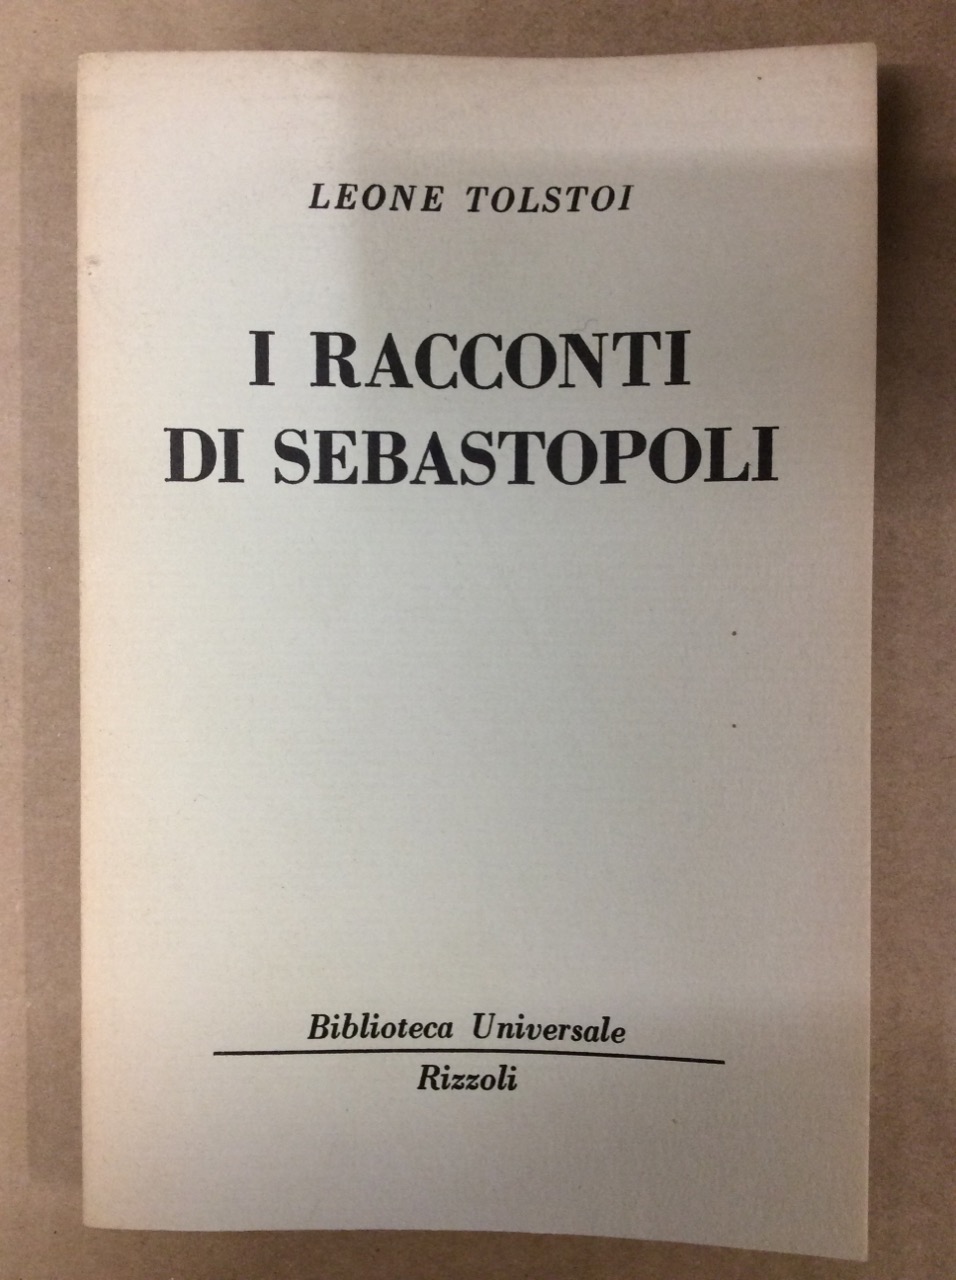 LEONE TOLSTOI
I RACCONTI
DI SEBASTOPOLI
Biblioteca Universale
Rizzoli